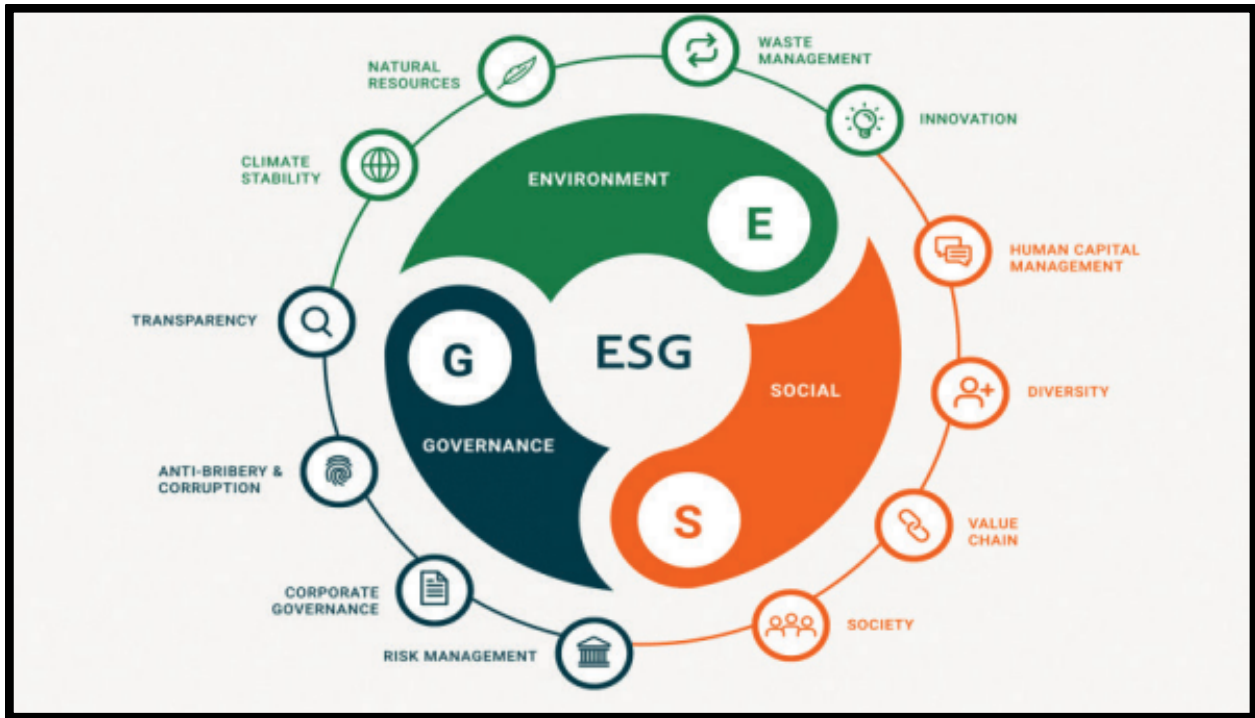 WASTE
MANAGEMENT
NATURAL
RESOURCES
INNOVATION
CLIMATE
STABILITY
ENVIRONMENT
E
HUMAN CAPITAL
MANAGEMENT
TRANSPARENCY
G
ESG
SOCIAL
DIVERSITY
GOVERNANCE
ANTI-BRIBERY &
CORRUPTION
S
VALUE
CHAIN
CORPORATE
GOVERNANCE
SOCIETY
RISK MANAGEMENT